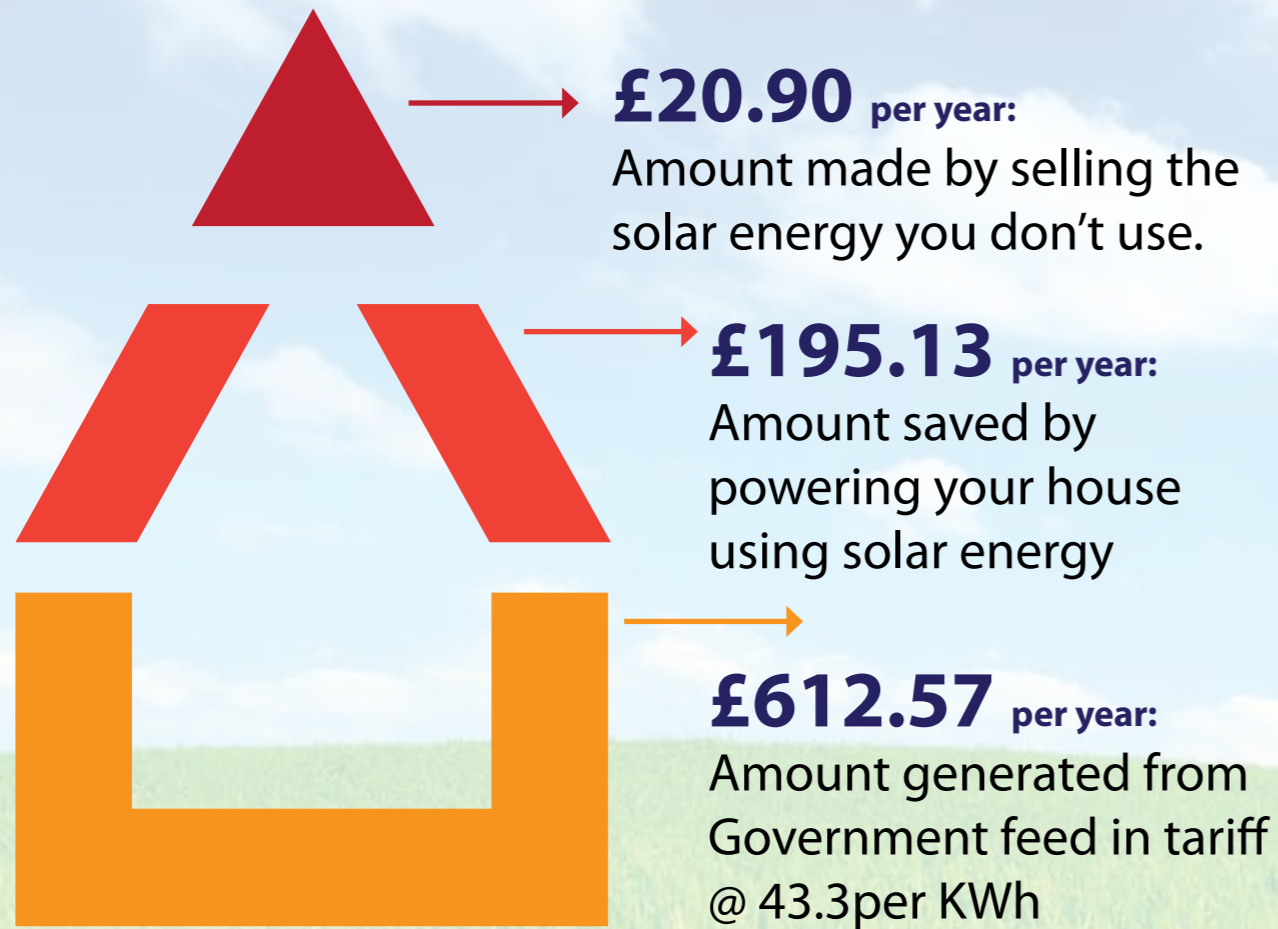 £20.90 per year:
Amount made by selling the
solar energy you don’t use.
£195.13 per year:
Amount saved by
powering your house
using solar energy
£612.57 per year:
Amount generated from
Government feed in tariff
@ 43.3per KWh